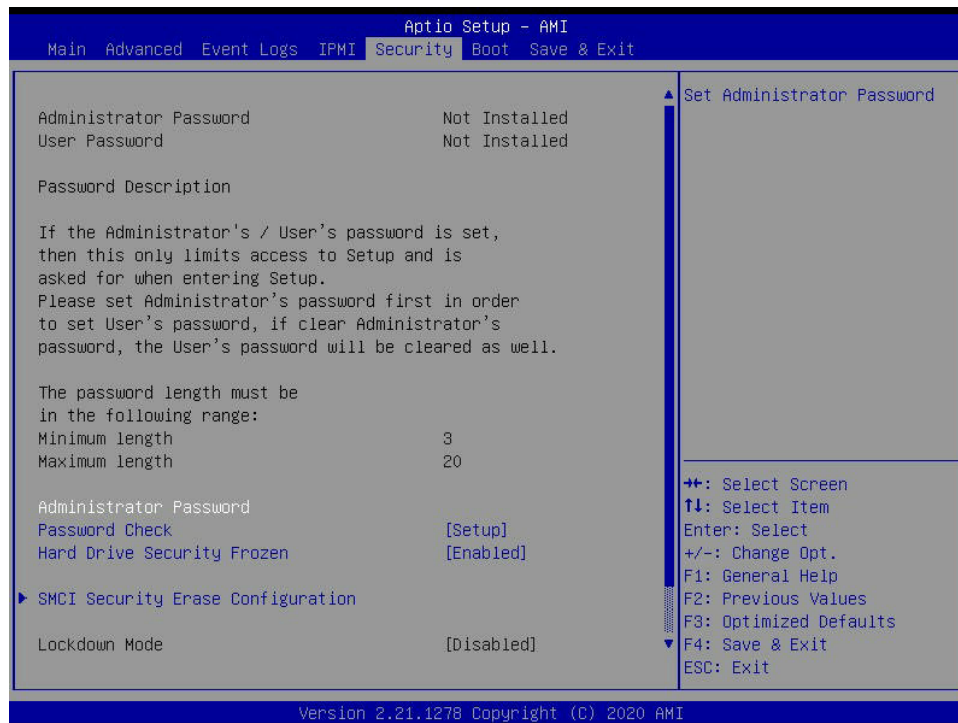 Aptio Setup – AMI
Main Advanced Event Logs IPMI Security Boot Save & Exit
Administrator Password Not Installed
User Password Not Installed
Password Description
If the Administrator's / User's password is set,
then this only limits access to Setup and is
asked for when entering Setup.
Please set Administrator's password first in order
to set User's password, if clear Administrator's
password, the User's password will be cleared as well.
The password length must be
in the following range:
Minimum length 3
Maximum length 20
Administrator Password
Password Check [Setup]
Hard Drive Security Frozen [Enabled]
SMCI Security Erase Configuration
Lockdown Mode [Disabled]
Set Administrator Password
→←: Select Screen
↑↓: Select Item
Enter: Select
+/-: Change Opt.
F1: General Help
F2: Previous Values
F3: Optimized Defaults
F4: Save & Exit
ESC: Exit
Version 2.21.1278 Copyright (C) 2020 AMI